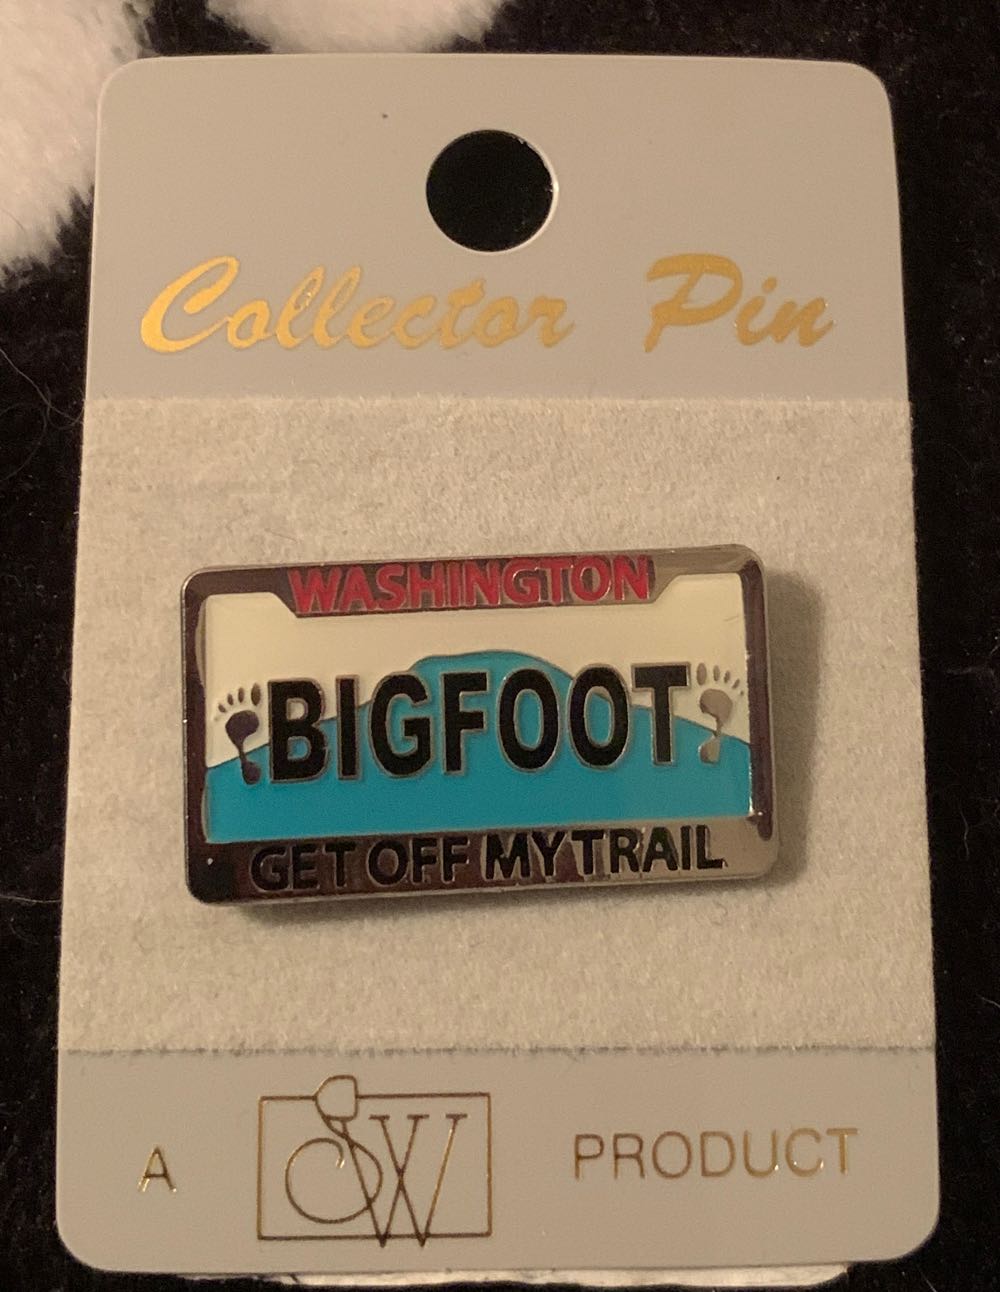 Collector Pin
WASHINGTON
BIGFOOT
GET OFF MY TRAIL
A SW PRODUCT